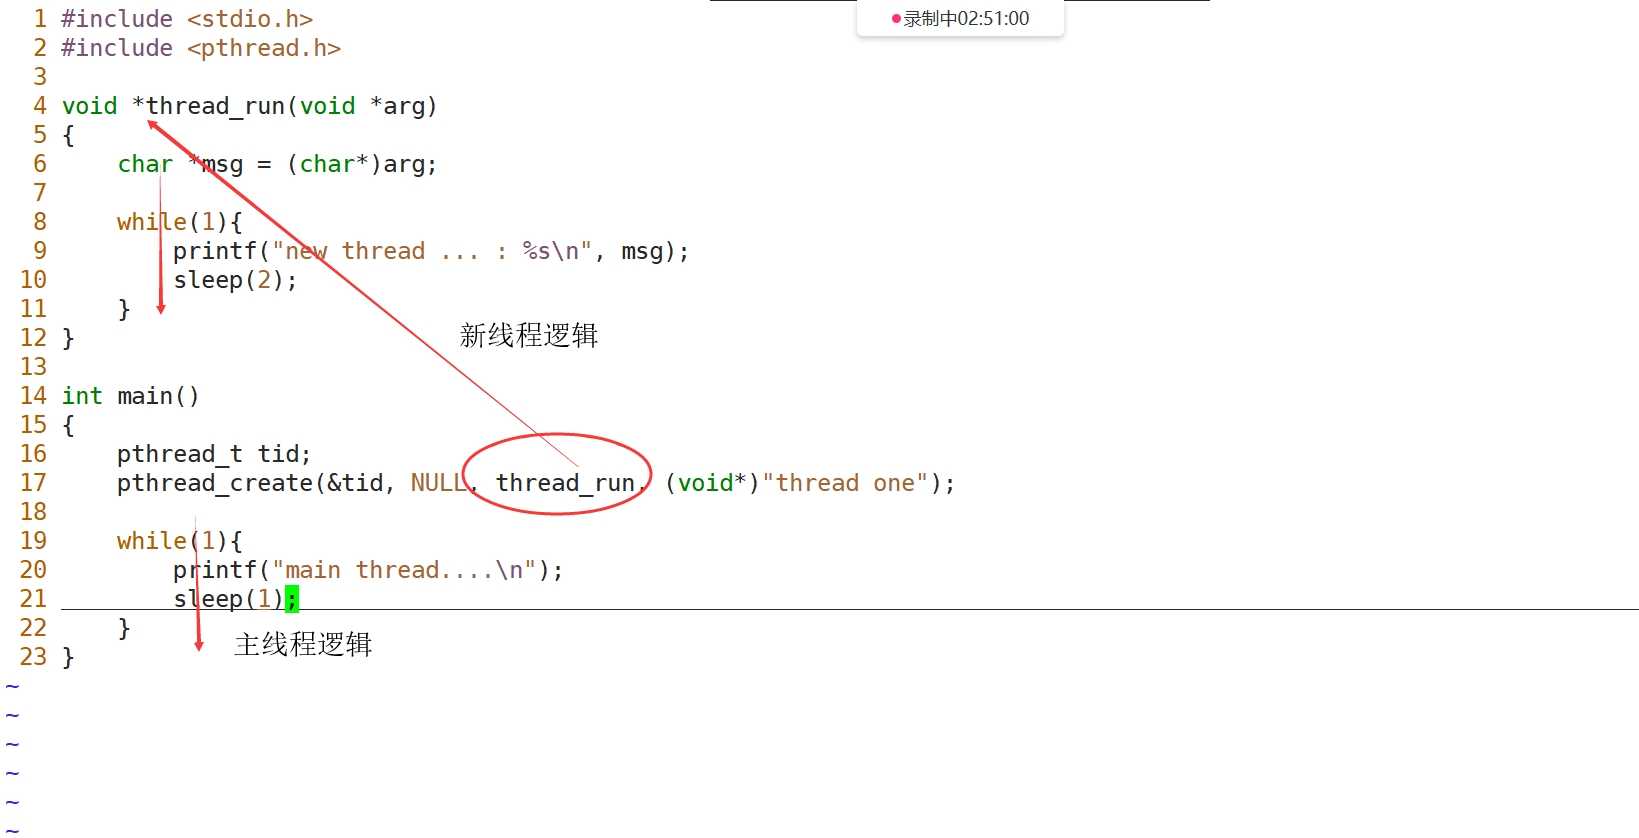 录制中02:51:00
1 #include <stdio.h>
2 #include <pthread.h>
3
4 void *thread_run(void *arg)
5 {
6     char *msg = (char*)arg;
7
8     while(1){
9         printf("new thread ... : %s\n", msg);
10         sleep(2);
11     }
新线程逻辑
12 }
13
14 int main()
15 {
16     pthread_t tid;
17     pthread_create(&tid, NULL, thread_run, (void*)"thread one");
18
19     while(1){
20         printf("main thread....\n");
21         sleep(1);
22     }
主线程逻辑
23 }
~
~
~
~
~
~